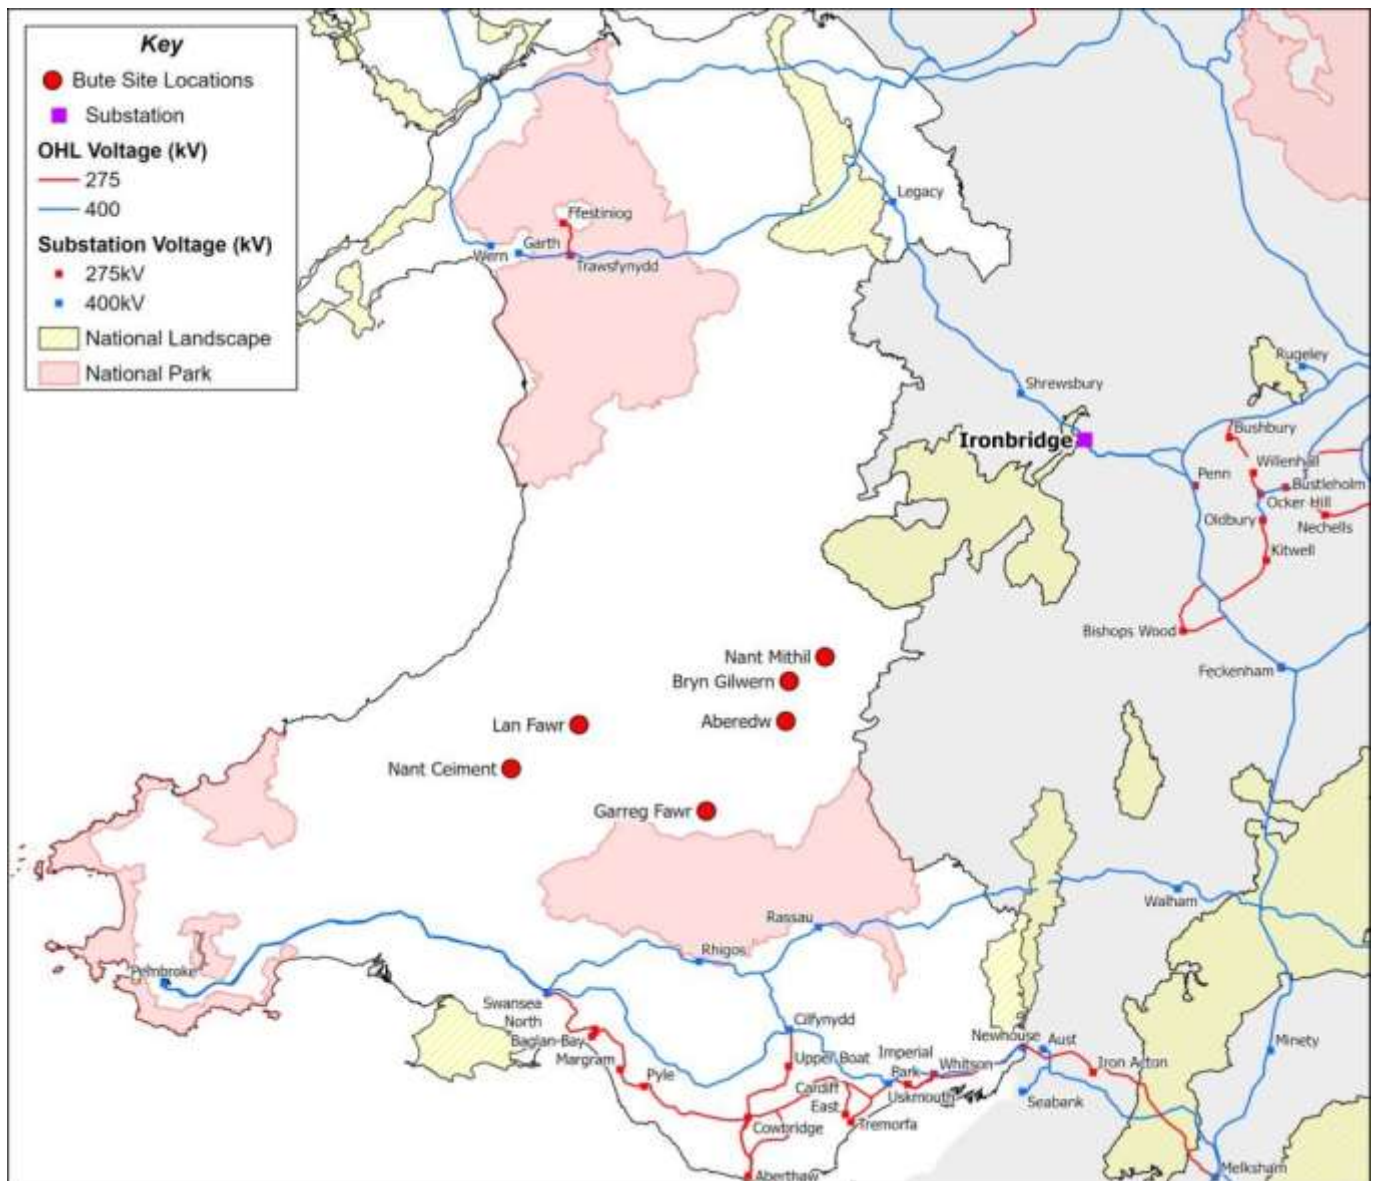 Key
Bute Site Locations
Substation
OHL Voltage (kV)
275
400
Substation Voltage (kV)
275kV
400kV
National Landscape
National Park
Legacy
Ffestiniog
Garth
Wern
Trawsfynydd
Rugeley
Shrewsbury
Ironbridge
Bushbury
Willenhall
Penn
Bustleholm
Ocker Hill
Oldbury
Nechells
Kitwell
Bishops Wood
Nant Mithil
Feckenham
Bryn Gilwern
Lan Fawr
Aberedw
Nant Ceiment
Garreg Fawr
Walham
Rassau
Rhigos
Pembroke
Swansea
North
Cilfynydd
Baglan-Bay
Margram
Upper Boat
Imperial
Park
Whitson
Newhouse
Aust
Iron Acton
Minety
Pyle
Cardiff
East
Uskmouth
Seabank
Cowbridge
Tremorfa
Aberthaw
Melksham